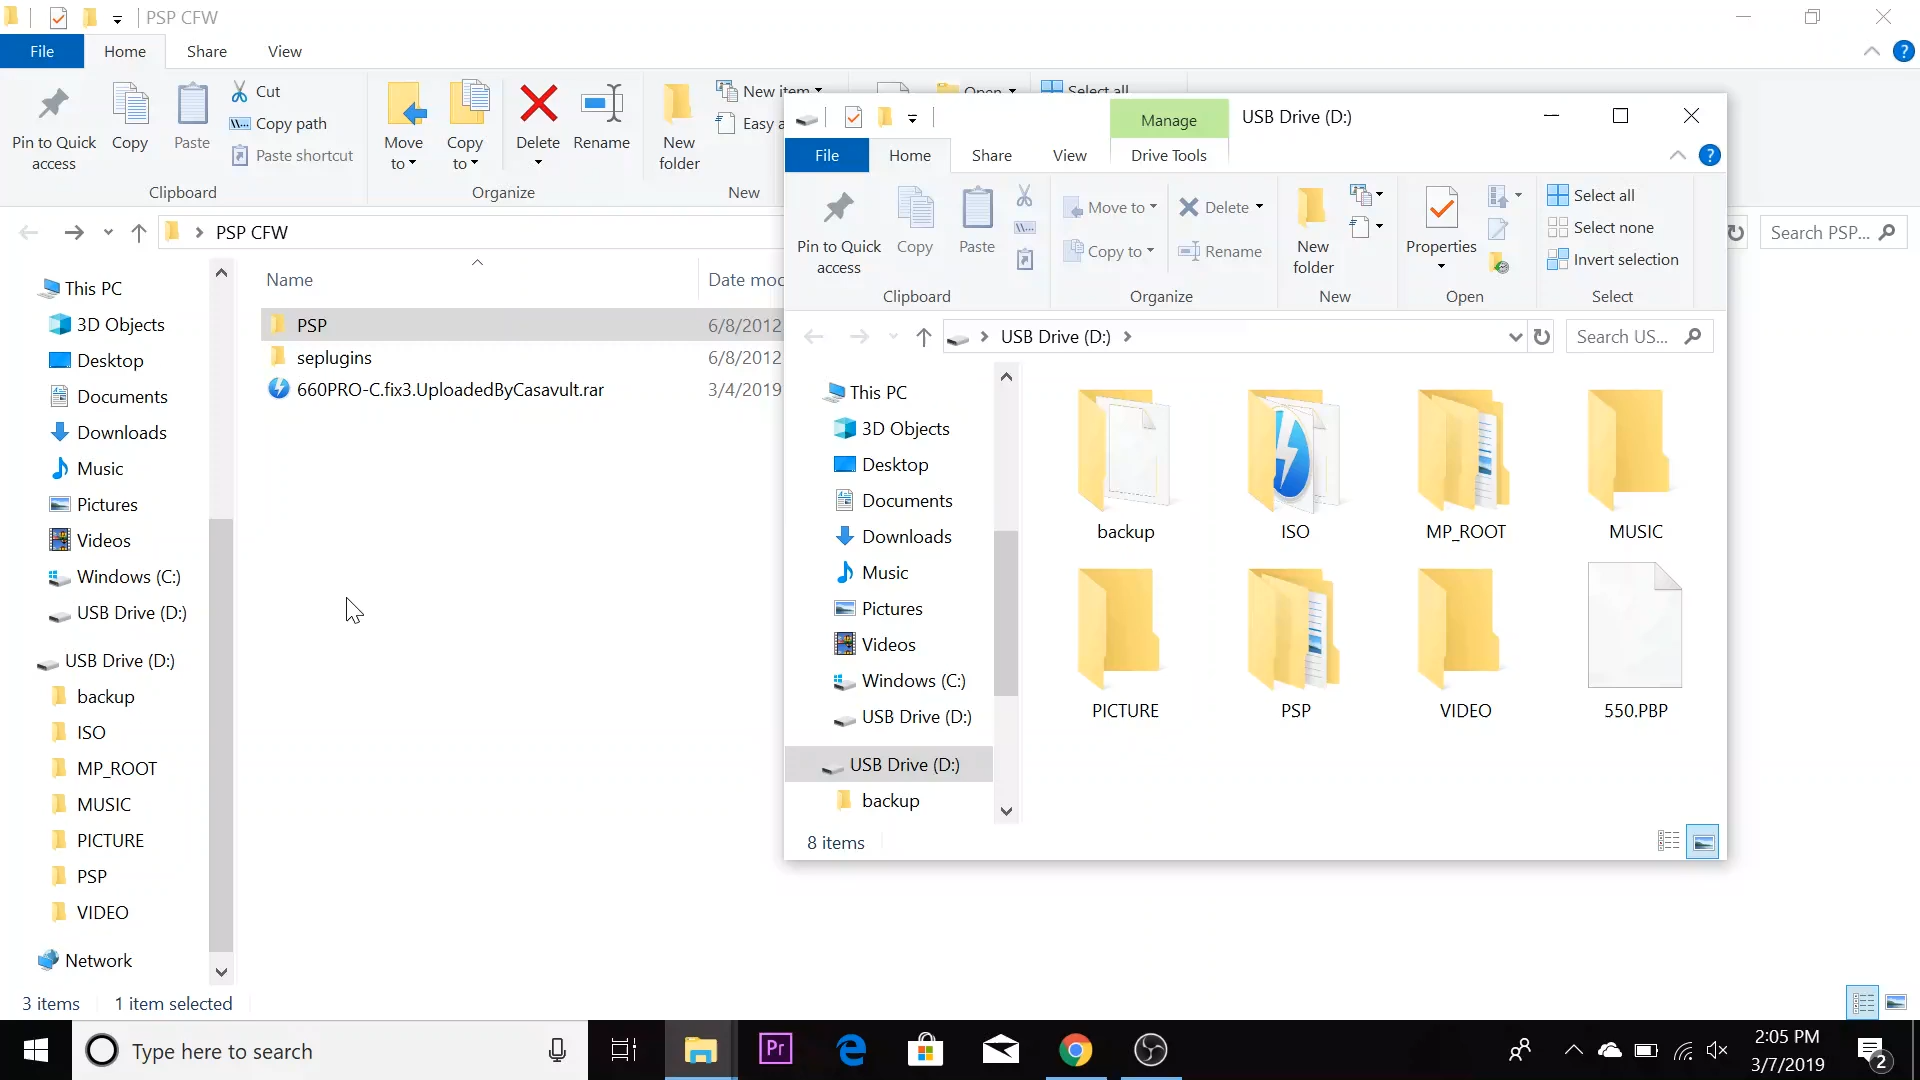 PSP CFW
File
Home
Share
View
Pin to Quick access
Copy
Paste
Cut
Copy path
Paste shortcut
Clipboard
Move to
Copy to
Delete
Rename
Organize
New folder
New item
Easy a
New
Open
Select all
PSP CFW
Search PSP...
This PC
3D Objects
Desktop
Documents
Downloads
Music
Pictures
Videos
Windows (C:)
USB Drive (D:)
USB Drive (D:)
backup
ISO
MP_ROOT
MUSIC
PICTURE
PSP
VIDEO
Network
Name
Date mod
PSP
6/8/2012
seplugins
6/8/2012
660PRO-C.fix3.UploadedByCasavult.rar
3/4/2019
3 items
1 item selected
Manage
USB Drive (D:)
File
Home
Share
View
Drive Tools
Pin to Quick access
Copy
Paste
Clipboard
Move to
Copy to
Delete
Rename
Organize
New folder
New
Properties
Open
Select all
Select none
Invert selection
Select
USB Drive (D:)
Search US...
This PC
3D Objects
Desktop
Documents
Downloads
Music
Pictures
Videos
Windows (C:)
USB Drive (D:)
USB Drive (D:)
backup
backup
ISO
MP_ROOT
MUSIC
PICTURE
PSP
VIDEO
550.PBP
8 items
Type here to search
Pr
2:05 PM
3/7/2019
2